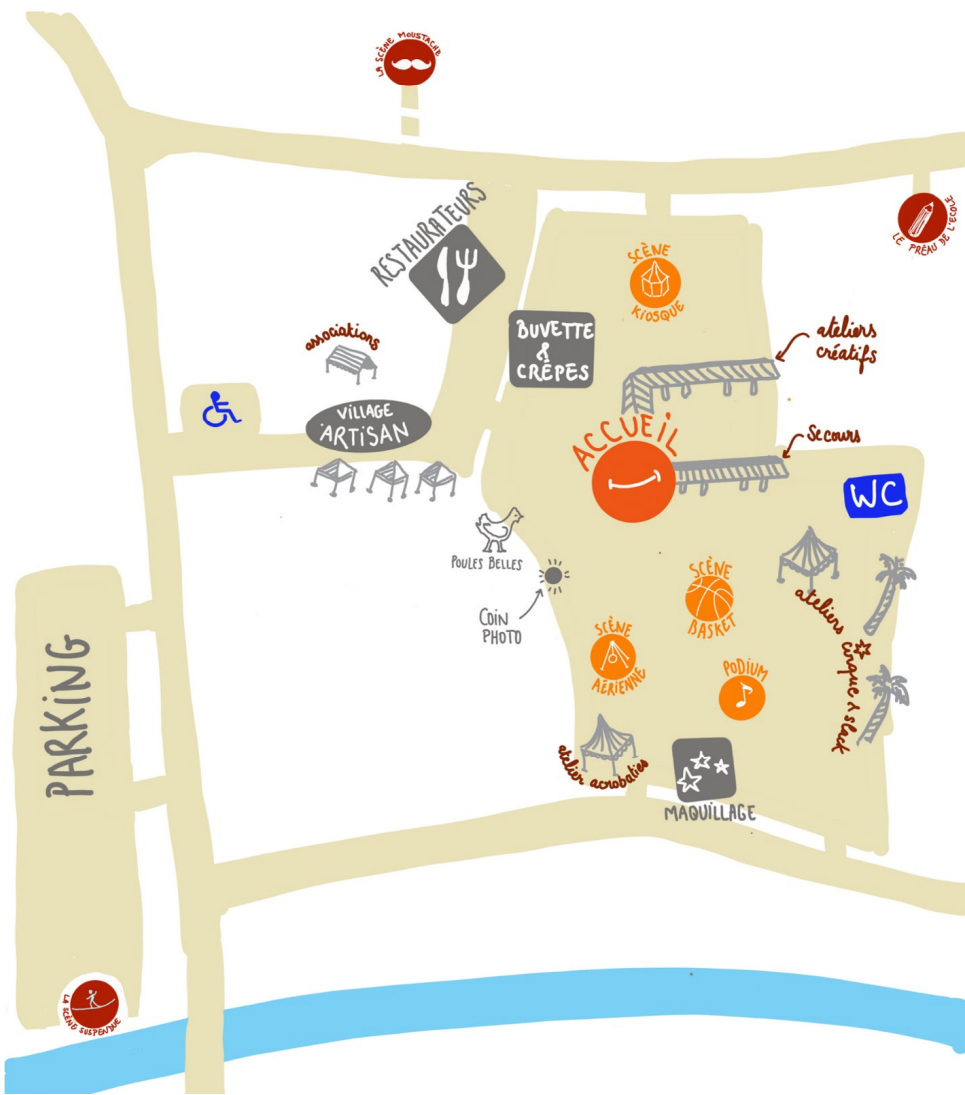 LA SCÈNE MOUSTACHE
RESTAURATEURS
LE PRÉAU DE L'ECOLE
SCÈNE
KIOSQUE
BUVETTE
&
CRÊPES
ateliers
créatifs
associations
VILLAGE
ARTISAN
ACCUEIL
Secours
WC
POULES BELLES
COIN
PHOTO
SCÈNE
BASKET
ateliers
cirque & slack
SCÈNE
AÉRIENNE
PODIUM
PARKING
atelier acrobaties
MAQUILLAGE
LA SCÈNE SUSPENDUE